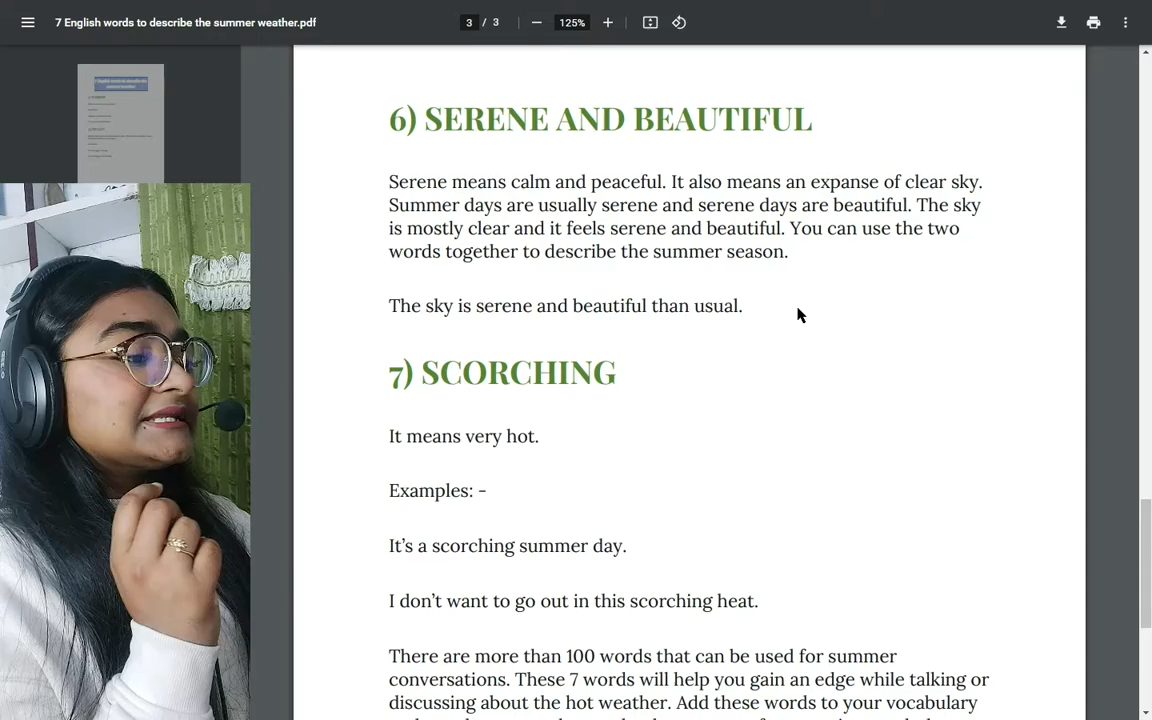 7 English words to describe the summer weather.pdf
3 / 3
125%
6) SERENE AND BEAUTIFUL
Serene means calm and peaceful. It also means an expanse of clear sky.
Summer days are usually serene and serene days are beautiful. The sky
is mostly clear and it feels serene and beautiful. You can use the two
words together to describe the summer season.
The sky is serene and beautiful than usual.
7) SCORCHING
It means very hot.
Examples: -
It's a scorching summer day.
I don't want to go out in this scorching heat.
There are more than 100 words that can be used for summer
conversations. These 7 words will help you gain an edge while talking or
discussing about the hot weather. Add these words to your vocabulary